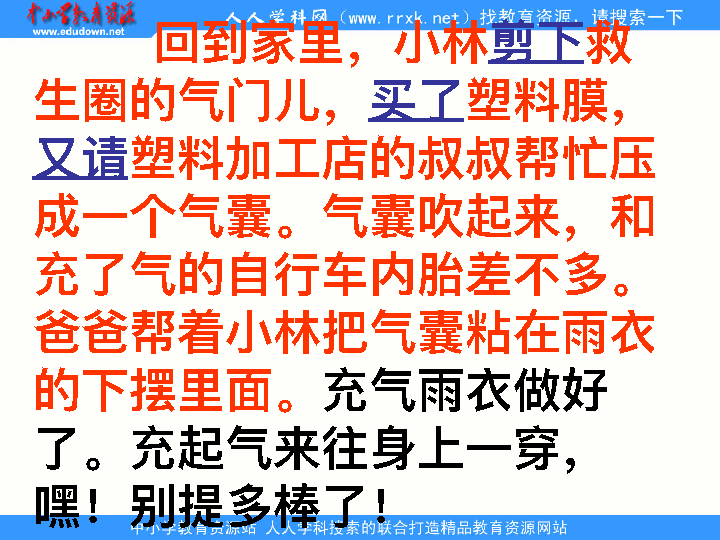 中小学教育资源
www.edudown.net
人人学科网（www.rrxk.net）找教育资源，请搜索一下
回到家里，小林剪下救
生圈的气门儿，买了塑料膜，
又请塑料加工店的叔叔帮忙压
成一个气囊。气囊吹起来，和
充了气的自行车内胎差不多。
爸爸帮着小林把气囊粘在雨衣
的下摆里面。充气雨衣做好
了。充起气来往身上一穿，
嘿！别提多棒了！
中小学教育资源站 人人学科搜索的联合打造精品教育资源网站